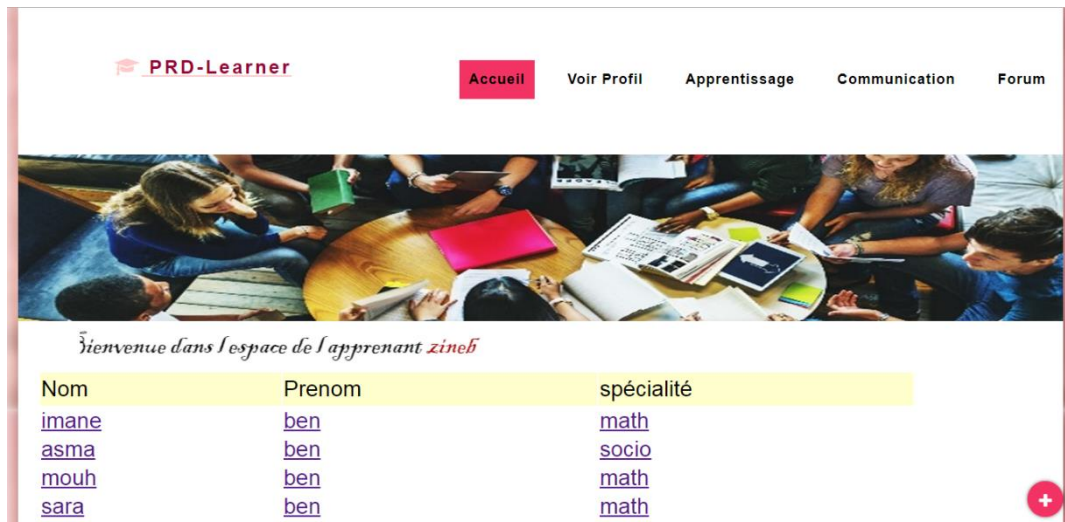 PRD-Learner
Accueil Voir Profil Apprentissage Communication Forum
Bienvenue dans l'espace de l'apprenant zineb
Nom Prenom spécialité
imane ben math
asma ben socio
mouh ben math
sara ben math
+